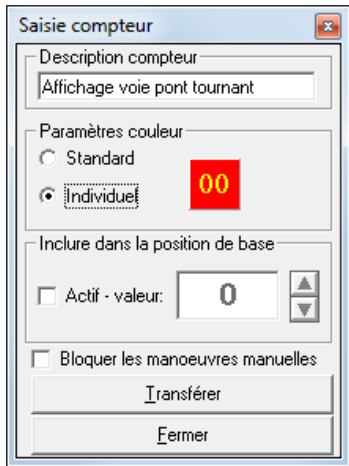 Saisie compteur
Description compteur
Affichage voie pont tournant
Paramètres couleur
Standard
Individuel
00
Inclure dans la position de base
Actif - valeur: 0
Bloquer les manoeuvres manuelles
Transférer
Fermer